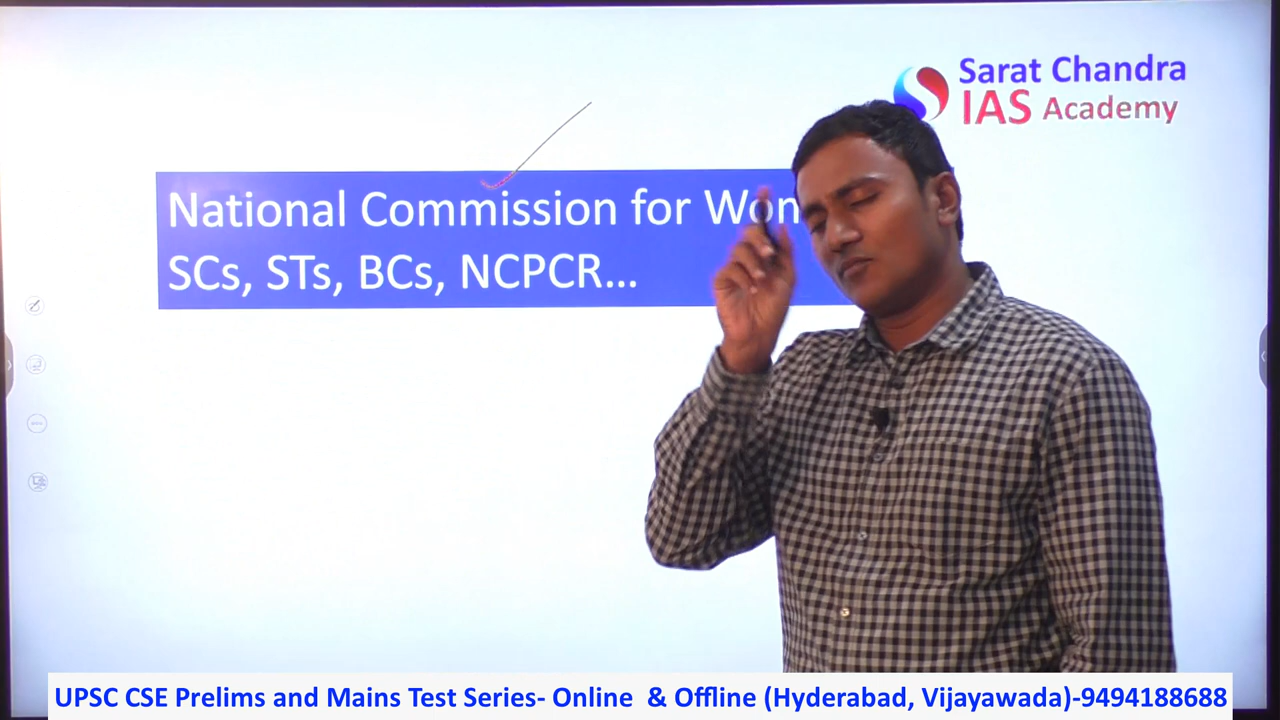 Sarat Chandra
IAS Academy
National Commission for Wom
SCs, STs, BCs, NCPCR...
UPSC CSE Prelims and Mains Test Series- Online & Offline (Hyderabad, Vijayawada)-9494188688